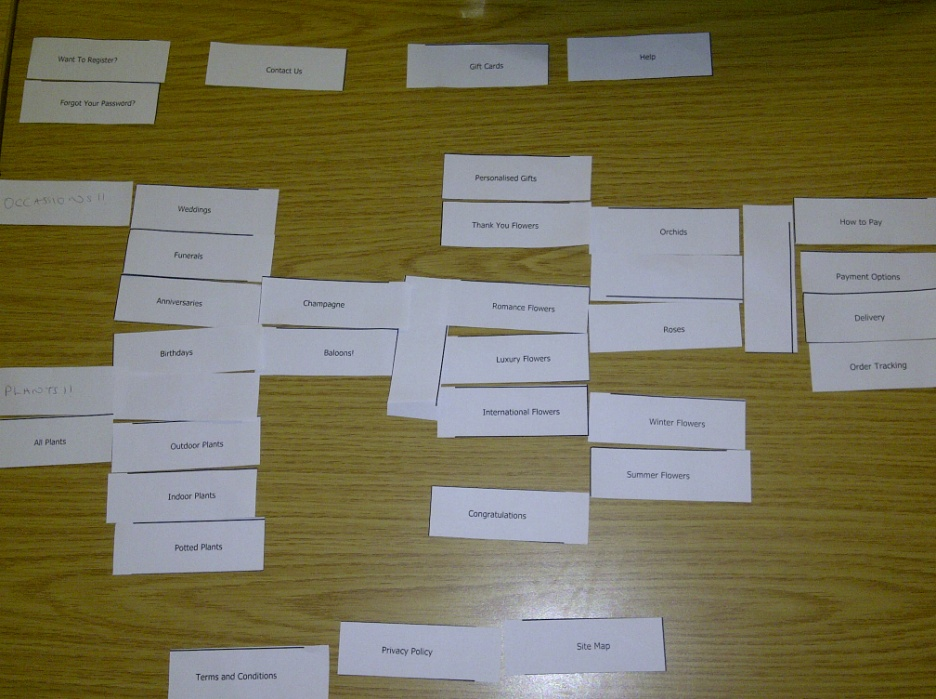 Want To Register?
Contact Us
Gift Cards
Help
Forgot Your Password?
Personalised Gifts
OCCASIONS !!
Weddings
Thank You Flowers
Orchids
How to Pay
Funerals
Payment Options
Anniversaries
Champagne
Romance Flowers
Delivery
Roses
Birthdays
Baloons!
Luxury Flowers
Order Tracking
PLANTS !!
International Flowers
Winter Flowers
All Plants
Outdoor Plants
Summer Flowers
Indoor Plants
Congratulations
Potted Plants
Terms and Conditions
Privacy Policy
Site Map